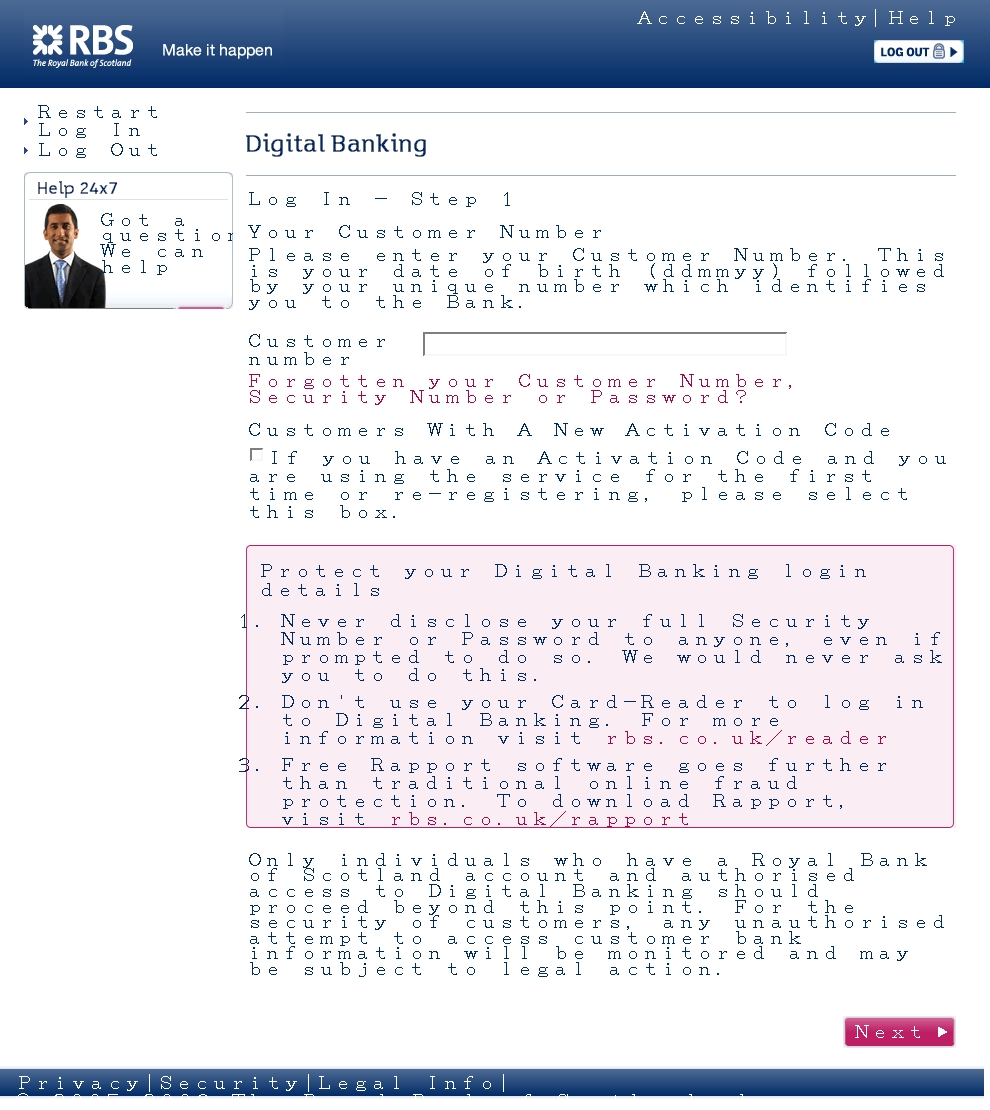 Accessibility|Help
RBS
The Royal Bank of Scotland
Make it happen
LOG OUT
Restart
Log In
Log Out
Help 24x7
Got a
question
We can
help
Digital Banking
Log In - Step 1
Your Customer Number
Please enter your Customer Number. This
is your date of birth (ddmmyy) followed
by your unique number which identifies
you to the Bank.
Customer
number
Forgotten your Customer Number,
Security Number or Password?
Customers With A New Activation Code
If you have an Activation Code and you
are using the service for the first
time or re-registering, please select
this box.
Protect your Digital Banking login
details
1. Never disclose your full Security
Number or Password to anyone, even if
prompted to do so. We would never ask
you to do this.
2. Don't use your Card-Reader to log in
to Digital Banking. For more
information visit rbs.co.uk/reader
3. Free Rapport software goes further
than traditional online fraud
protection. To download Rapport,
visit rbs.co.uk/rapport
Only individuals who have a Royal Bank
of Scotland account and authorised
access to Digital Banking should
proceed beyond this point. For the
security of customers, any unauthorised
attempt to access customer bank
information will be monitored and may
be subject to legal action.
Next
Privacy|Security|Legal Info|